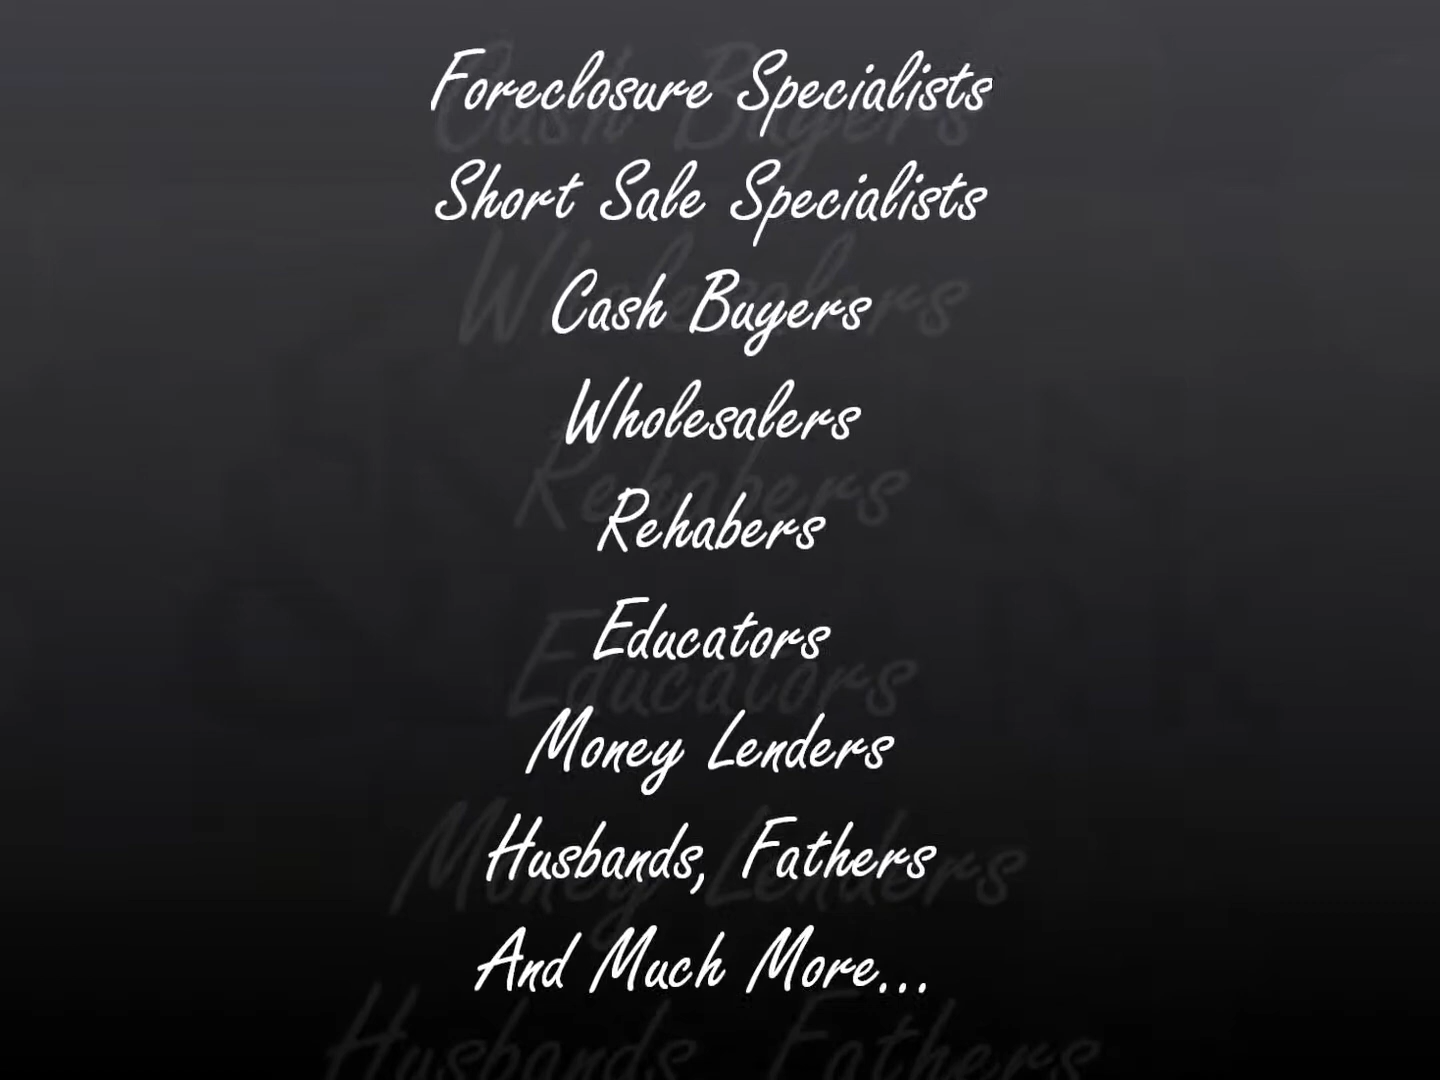 Foreclosure Specialists
Short Sale Specialists
Cash Buyers
Wholesalers
Rehabers
Educators
Money Lenders
Husbands, Fathers
And Much More...